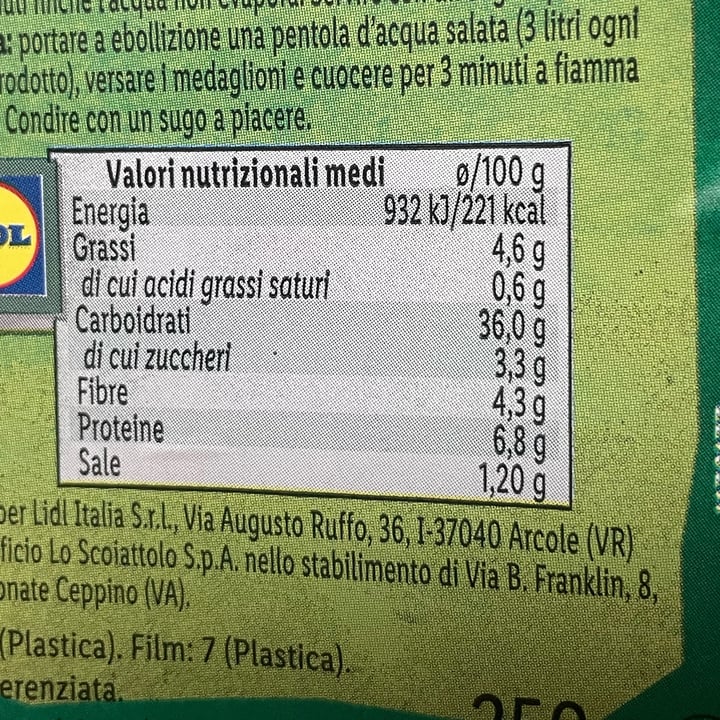 portare a ebollizione una pentola d'acqua salata (3 litri ogni
rodotto), versare i medaglioni e cuocere per 3 minuti a fiamma
Condire con un sugo a piacere.
Valori nutrizionali medi ø/100 g
Energia 932 kJ/221 kcal
Grassi 4,6 g
di cui acidi grassi saturi 0,6 g
Carboidrati 36,0 g
di cui zuccheri 3,3 g
Fibre 4,3 g
Proteine 6,8 g
Sale 1,20 g
DL
per Lidl Italia S.r.l., Via Augusto Ruffo, 36, I-37040 Arcole (VR)
ficio Lo Scoiattolo S.p.A. nello stabilimento di Via B. Franklin, 8,
onate Ceppino (VA).
(Plastica). Film: 7 (Plastica).
erenziata.